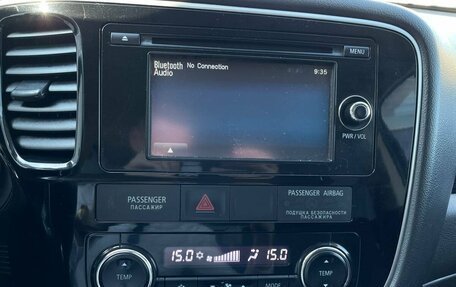 MENU
Bluetooth No Connection 9:35
Audio
PWR / VOL
PASSENGER
ПАССАЖИР
PASSENGER AIRBAG
ПОДУШКА БЕЗОПАСНОСТИ
ПАССАЖИРА
15.0 15.0
TEMP TEMP
MODE